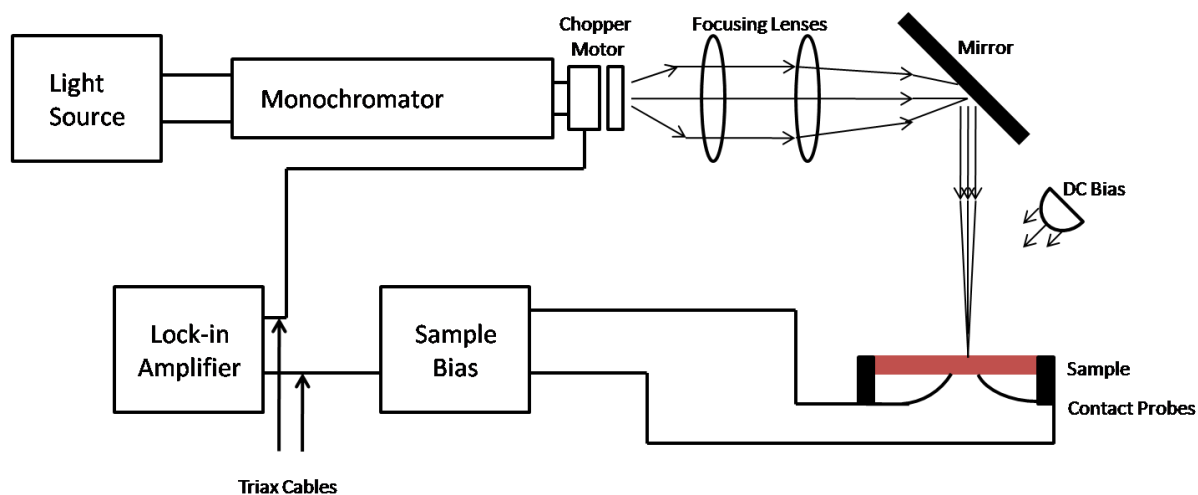 Chopper
Motor
Focusing Lenses
Mirror
Light
Source
Monochromator
DC Bias
Lock-in
Amplifier
Sample
Bias
Sample
Contact Probes
Triax Cables